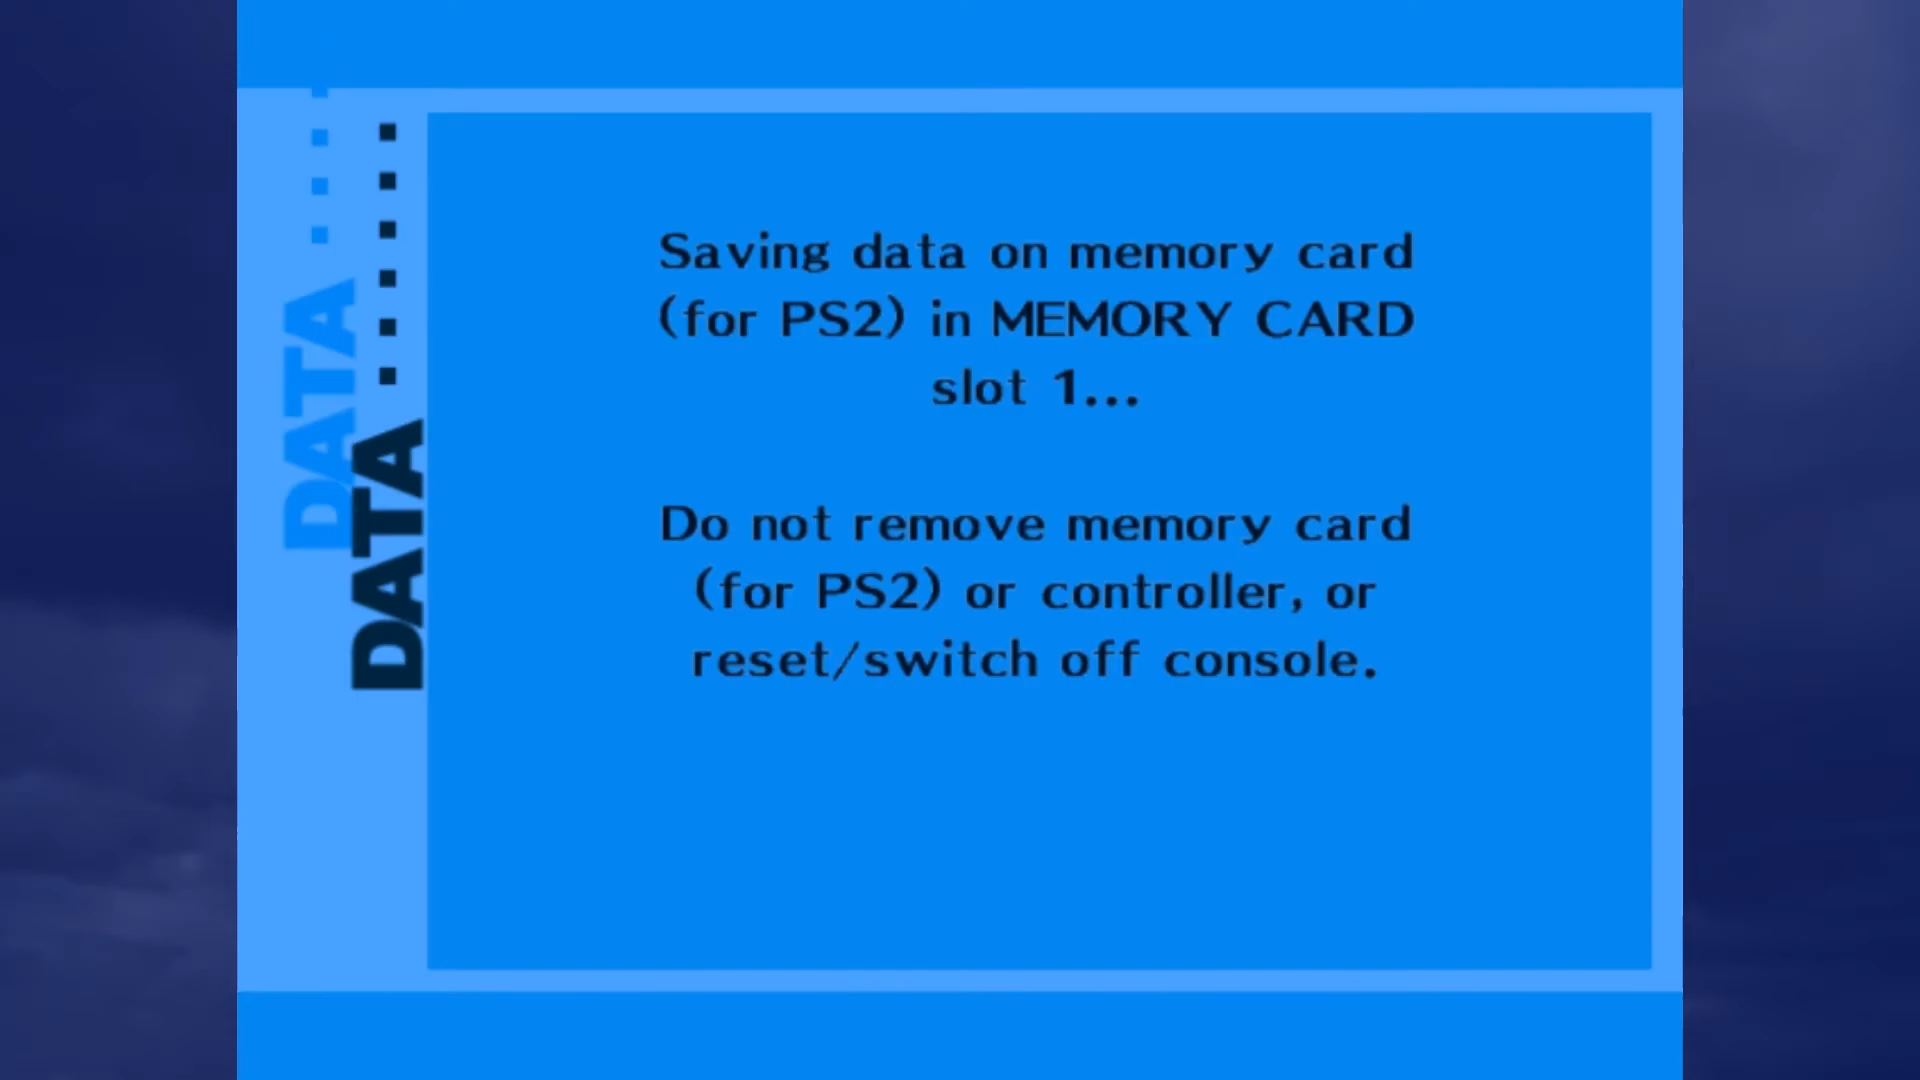 DATA......
DATA....
Saving data on memory card
(for PS2) in MEMORY CARD
slot 1...
Do not remove memory card
(for PS2) or controller, or
reset/switch off console.